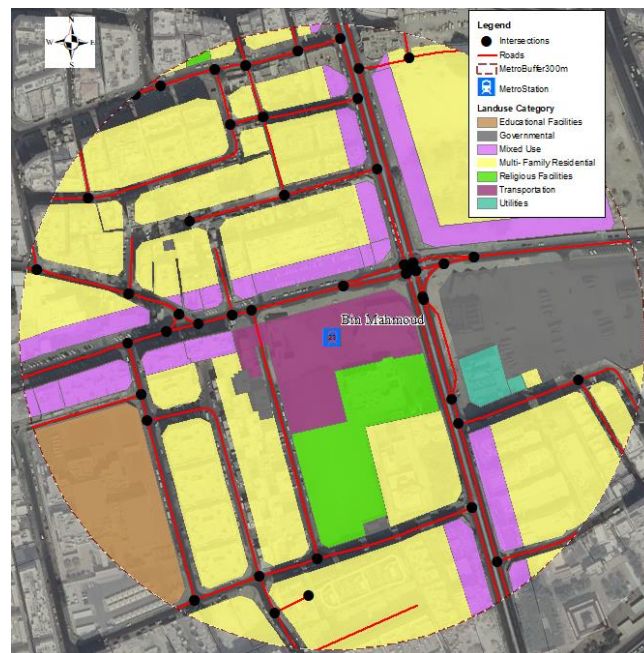 N
W E
S
Legend
Intersections
Roads
MetroBuffer300m
MetroStation
Landuse Category
Educational Facilities
Governmental
Mixed Use
Multi- Family Residential
Religious Facilities
Transportation
Utilities
Bin Mahmoud